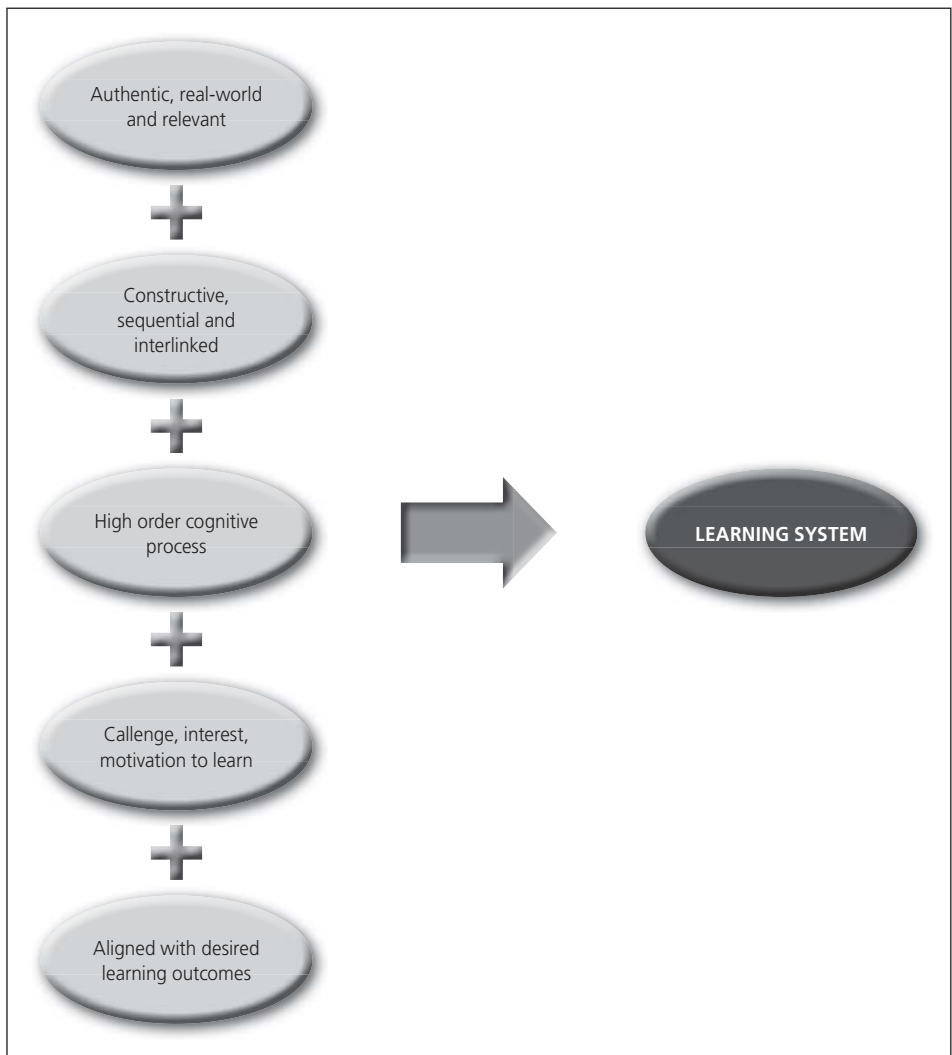 Authentic, real-world
and relevant
Constructive,
sequential and
interlinked
High order cognitive
process
LEARNING SYSTEM
Callenge, interest,
motivation to learn
Aligned with desired
learning outcomes